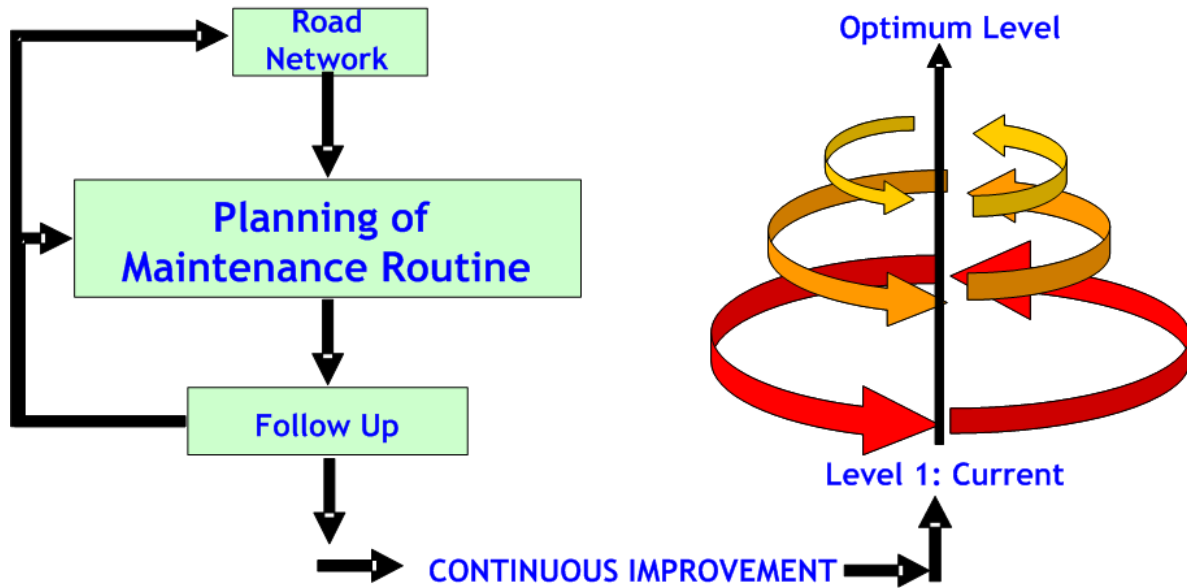 Road
Network
Planning of
Maintenance Routine
Follow Up
CONTINUOUS IMPROVEMENT
Optimum Level
Level 1: Current